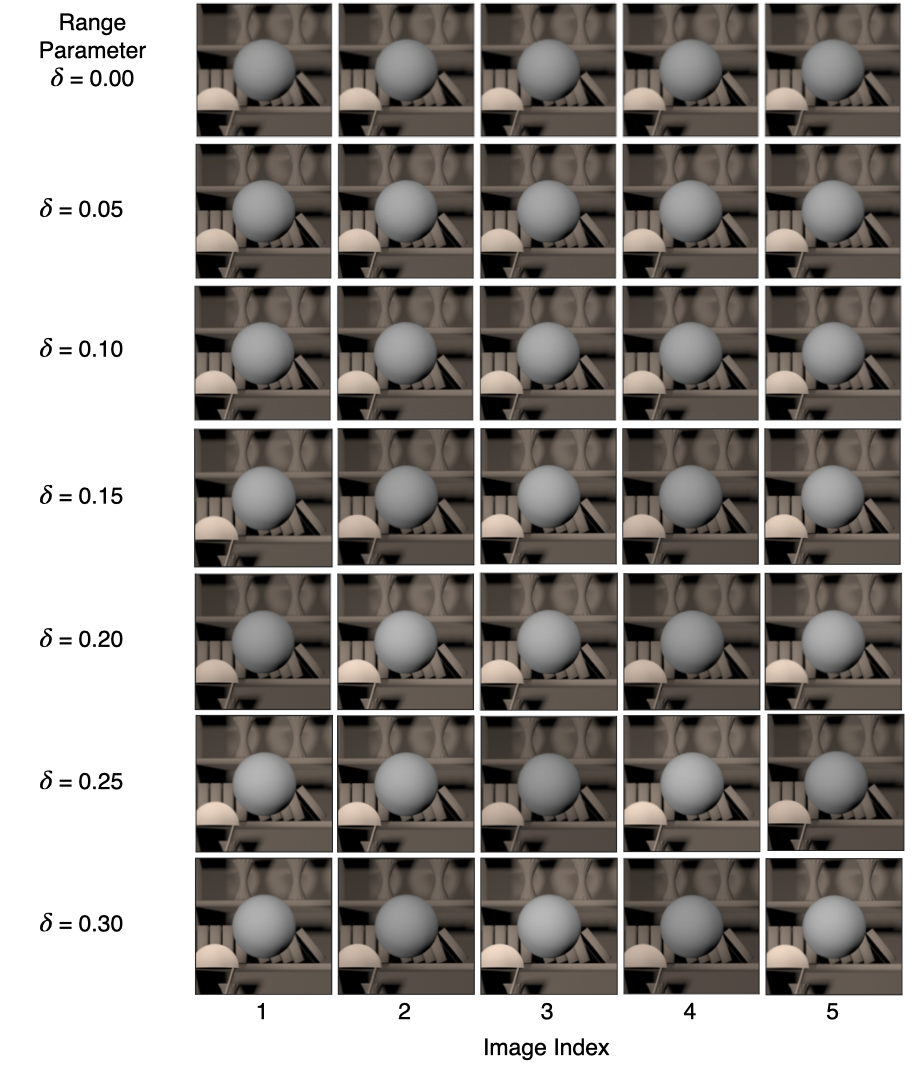 Range
Parameter
δ = 0.00
δ = 0.05
δ = 0.10
δ = 0.15
δ = 0.20
δ = 0.25
δ = 0.30
1 2 3 4 5
Image Index